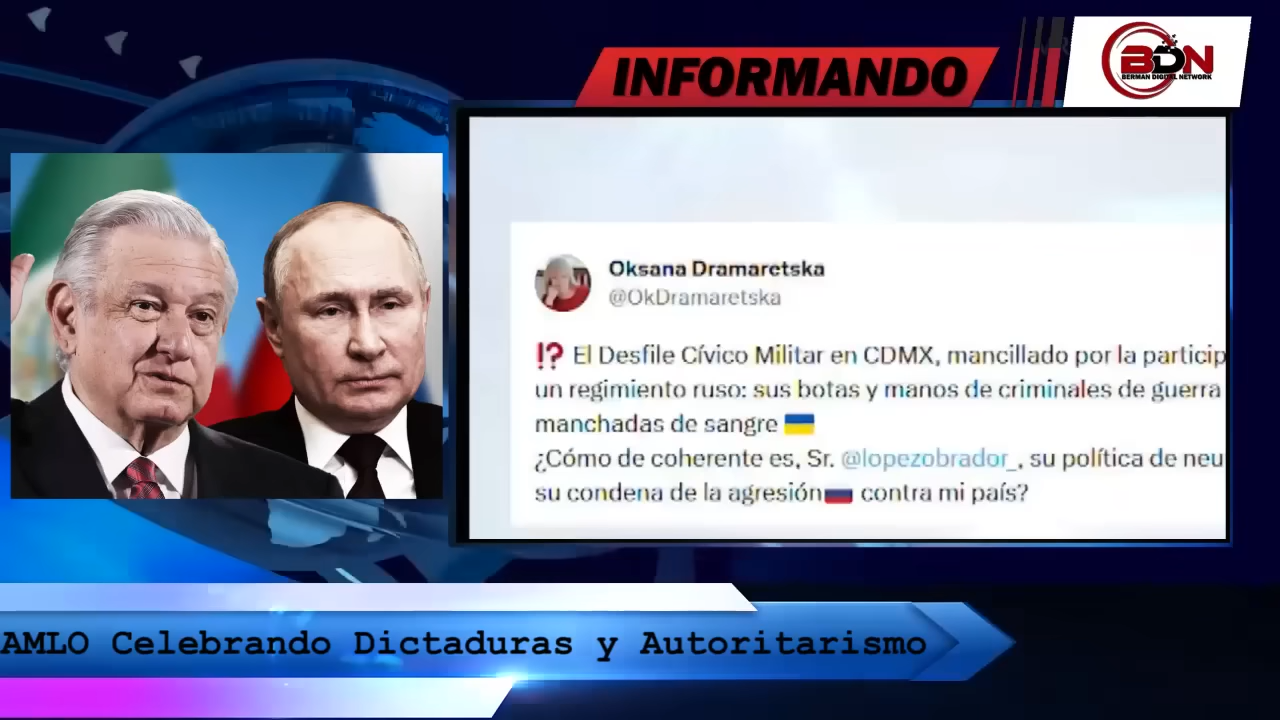 INFORMANDO
BDN
BERMAN DIGITAL NETWORK
Oksana Dramaretska
@OkDramaretska
⁉ El Desfile Cívico Militar en CDMX, mancillado por la particip
un regimiento ruso: sus botas y manos de criminales de guerra
manchadas de sangre 🇺🇦
¿Cómo de coherente es, Sr. @lopezobrador_, su política de neu
su condena de la agresión🇷🇺 contra mi país?
AMLO Celebrando Dictaduras y Autoritarismo